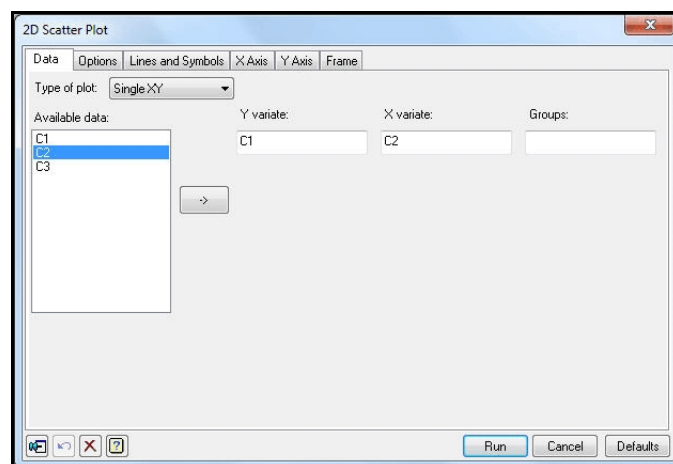 2D Scatter Plot
Data Options Lines and Symbols X Axis Y Axis Frame
Type of plot: Single XY
Available data: Y variate: X variate: Groups:
C1 C1 C2
C2
C3
->
Run Cancel Defaults